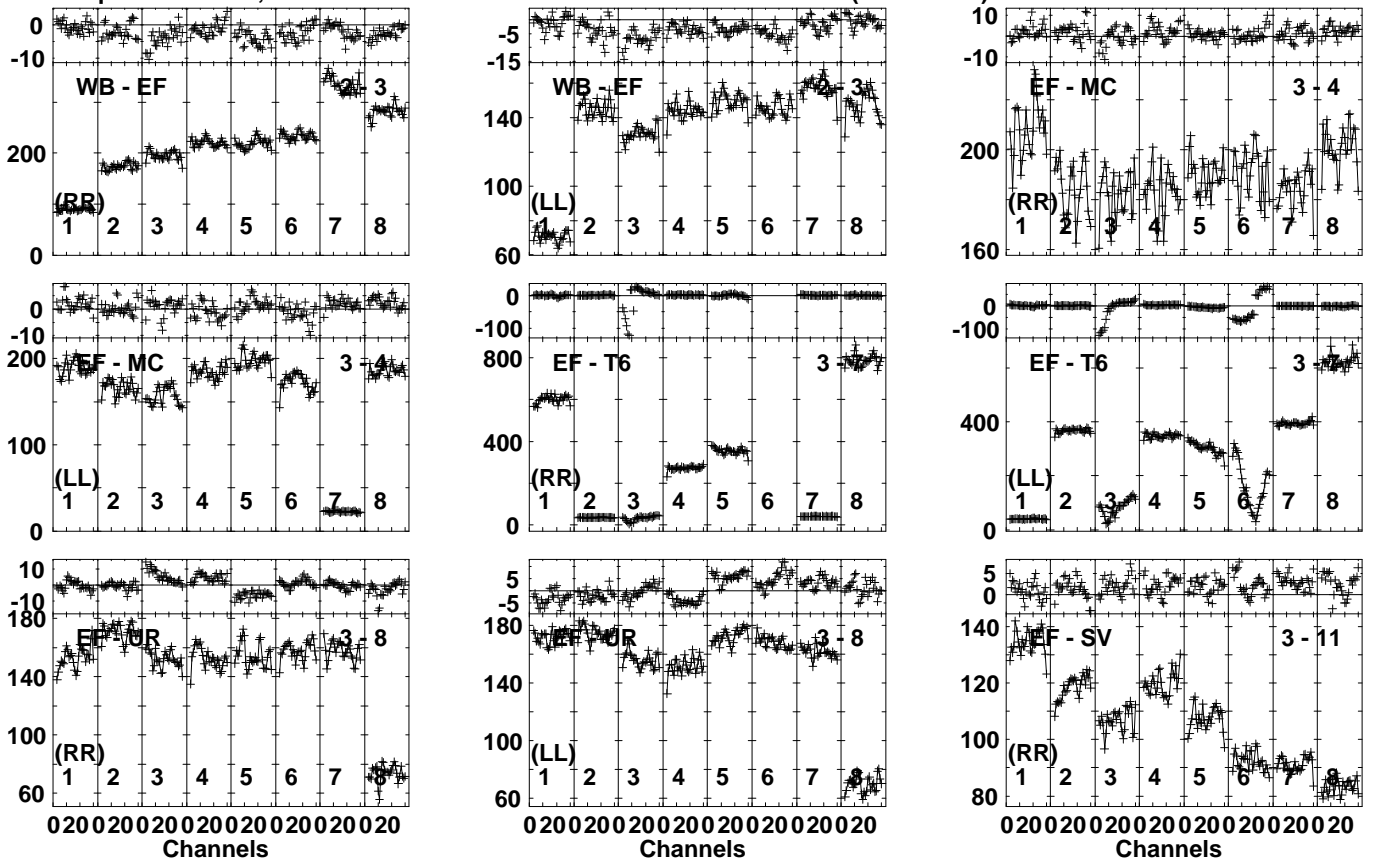 0
-10
WB - EF 2 - 3
200
(RR)
1 2 3 4 5 6 7 8
0
-5
-15
WB - EF 2 - 3
140
100
(LL)
1 2 3 4 5 6 7 8
60
10
0
-10
EF - MC 3 - 4
200
(RR)
1 2 3 4 5 6 7 8
160
0
-10
200
EF - MC 3 - 4
100
(LL)
1 2 3 4 5 6 7 8
0
0
-100
800
EF - T6 3 - 7
400
(RR)
1 2 3 4 5 6 7 8
0
0
-100
EF - T6 3 - 7
400
(LL)
1 2 3 4 5 6 7 8
0
10
-10
180
EF - UR 3 - 8
140
100
(RR)
1 2 3 4 5 6 7 8
60
5
-5
180
EF - UR 3 - 8
140
100
(LL)
1 2 3 4 5 6 7 8
60
5
0
140
EF - SV 3 - 11
120
100
(RR)
1 2 3 4 5 6 7 8
80
0 20 0 20 0 20 0 20 0 20 0 20 0 20 0 20
Channels
0 20 0 20 0 20 0 20 0 20 0 20 0 20 0 20
Channels
0 20 0 20 0 20 0 20 0 20 0 20 0 20 0 20
Channels